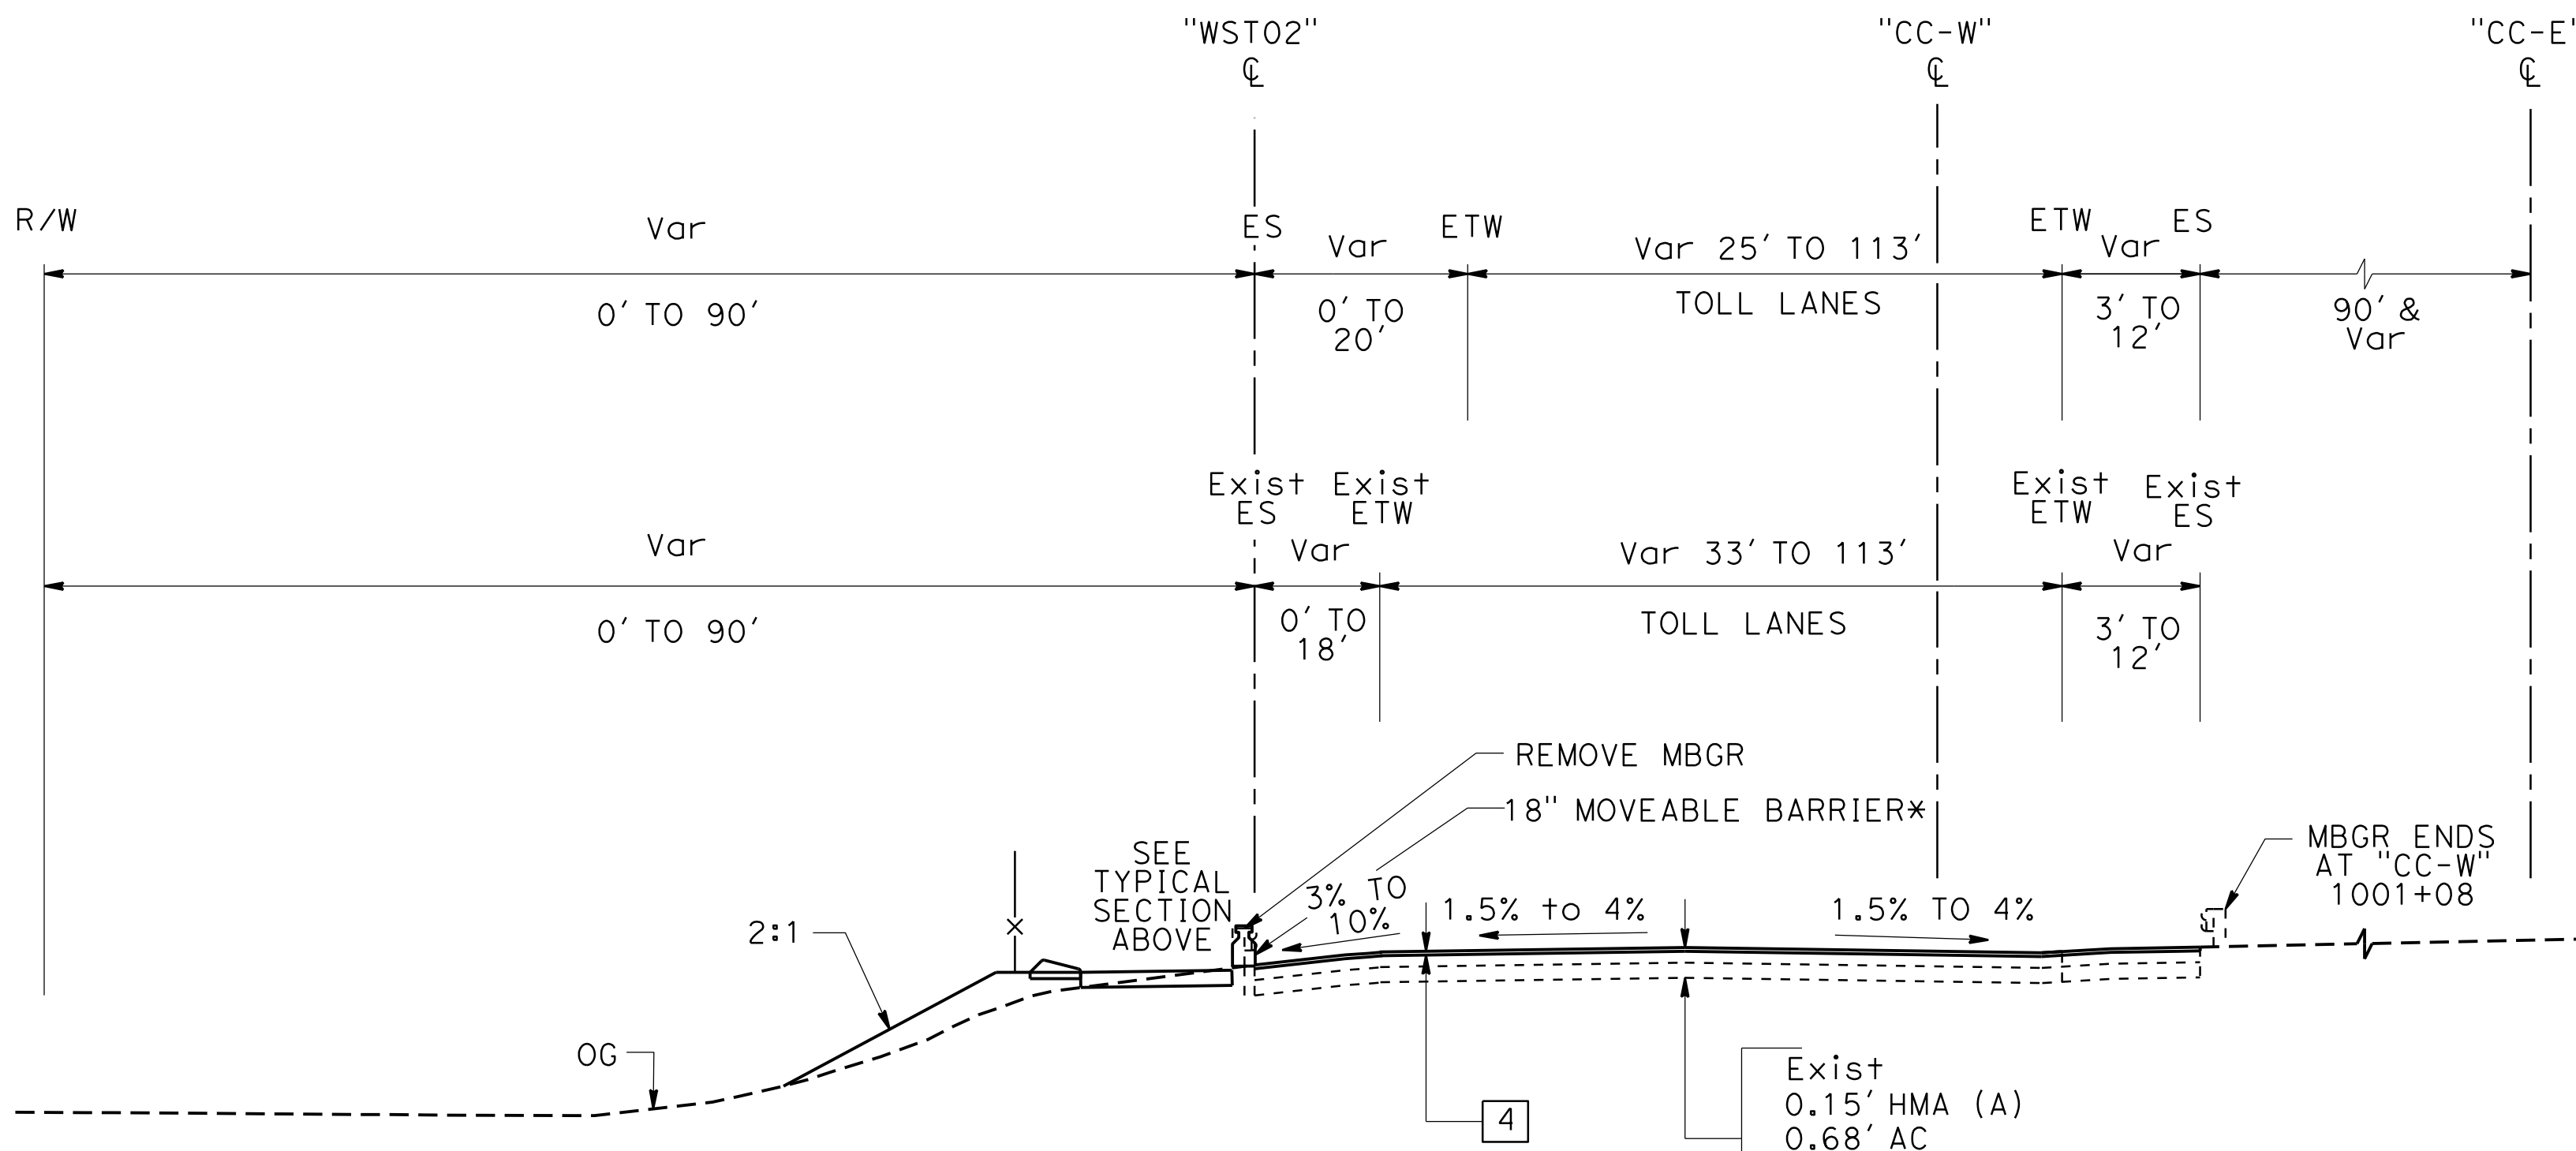 "WST02"
"CC-W"
"CC-E"
℄
℄
℄
R/W
Var
ES
Var
ETW
Var 25' TO 113'
ETW
Var
ES
0' TO 90'
0' TO
20'
TOLL LANES
3' TO
12'
90' &
Var
Exist
ES
Exist
ETW
Exist
ETW
Exist
ES
Var
Var
Var 33' TO 113'
Var
0' TO 90'
0' TO
18'
TOLL LANES
3' TO
12'
REMOVE MBGR
18" MOVEABLE BARRIER*
SEE
TYPICAL
SECTION
ABOVE
3% TO
10%
1.5% to 4%
1.5% TO 4%
MBGR ENDS
AT "CC-W"
1001+08
2:1
OG
4
Exist
0.15' HMA (A)
0.68' AC